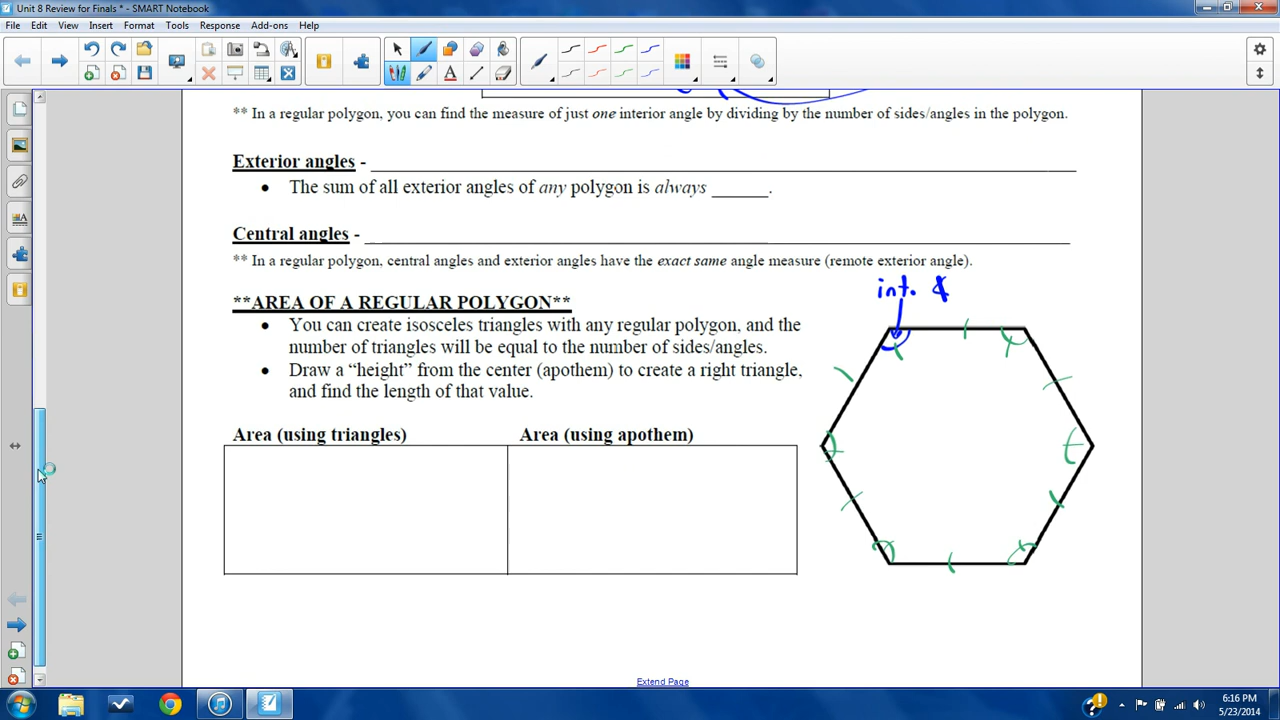 Unit 8 Review for Finals * - SMART Notebook
File Edit View Insert Format Tools Response Add-ons Help
** In a regular polygon, you can find the measure of just one interior angle by dividing by the number of sides/angles in the polygon.
Exterior angles - ____
• The sum of all exterior angles of any polygon is always ______.
Central angles - ____
** In a regular polygon, central angles and exterior angles have the exact same angle measure (remote exterior angle).
int. ∢
**AREA OF A REGULAR POLYGON**
• You can create isosceles triangles with any regular polygon, and the
number of triangles will be equal to the number of sides/angles.
• Draw a “height” from the center (apothem) to create a right triangle,
and find the length of that value.
Area (using triangles) Area (using apothem)
Extend Page
6:16 PM
5/23/2014